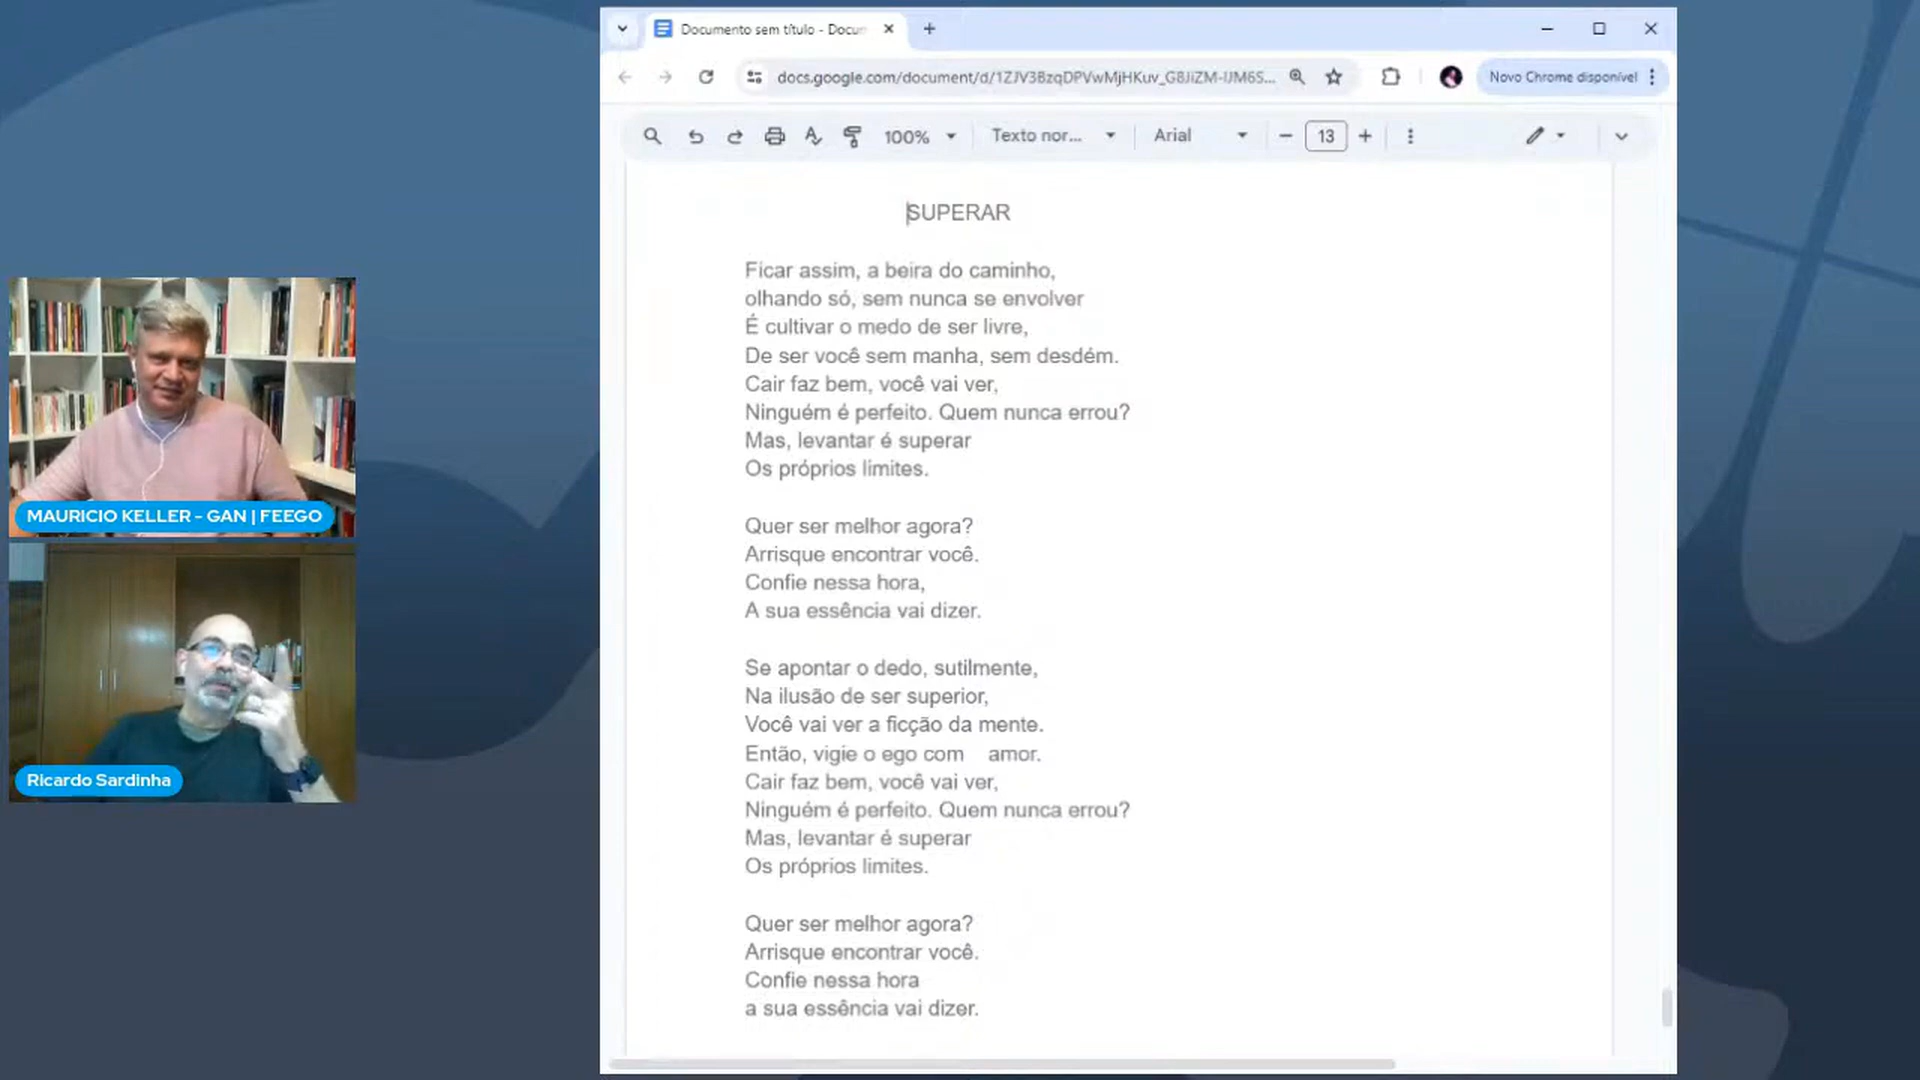 Documento sem título - Docum
docs.google.com/document/d/1ZJV3BzqDPVwMjHKuv_G8JiZM-IJM6S...
Novo Chrome disponível
100%
Texto nor...
Arial
13
SUPERAR
Ficar assim, a beira do caminho,
olhando só, sem nunca se envolver
É cultivar o medo de ser livre,
De ser você sem manha, sem desdém.
Cair faz bem, você vai ver,
Ninguém é perfeito. Quem nunca errou?
Mas, levantar é superar
Os próprios limites.
Quer ser melhor agora?
Arrisque encontrar você.
Confie nessa hora,
A sua essência vai dizer.
Se apontar o dedo, sutilmente,
Na ilusão de ser superior,
Você vai ver a ficção da mente.
Então, vigie o ego com    amor.
Cair faz bem, você vai ver,
Ninguém é perfeito. Quem nunca errou?
Mas, levantar é superar
Os próprios limites.
Quer ser melhor agora?
Arrisque encontrar você.
Confie nessa hora
a sua essência vai dizer.
MAURICIO KELLER - GAN | FEEGO
Ricardo Sardinha